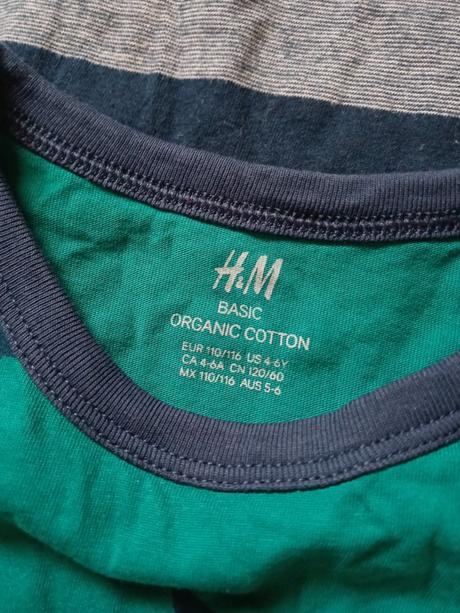 H&M
BASIC
ORGANIC COTTON
EUR 110/116 US 4-6Y
CA 4-6A CN 120/60
MX 110/116 AUS 5-6